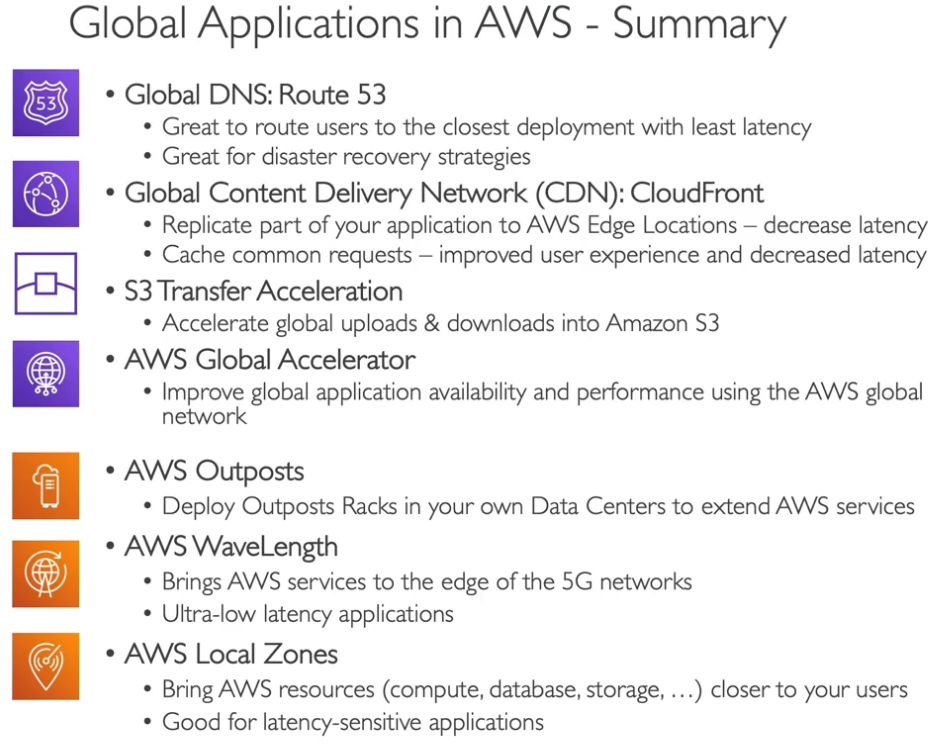 Global Applications in AWS - Summary
53
• Global DNS: Route 53
• Great to route users to the closest deployment with least latency
• Great for disaster recovery strategies
• Global Content Delivery Network (CDN): CloudFront
• Replicate part of your application to AWS Edge Locations – decrease latency
• Cache common requests – improved user experience and decreased latency
• S3 Transfer Acceleration
• Accelerate global uploads & downloads into Amazon S3
• AWS Global Accelerator
• Improve global application availability and performance using the AWS global
network
• AWS Outposts
• Deploy Outposts Racks in your own Data Centers to extend AWS services
• AWS WaveLength
• Brings AWS services to the edge of the 5G networks
• Ultra-low latency applications
• AWS Local Zones
• Bring AWS resources (compute, database, storage, …) closer to your users
• Good for latency-sensitive applications